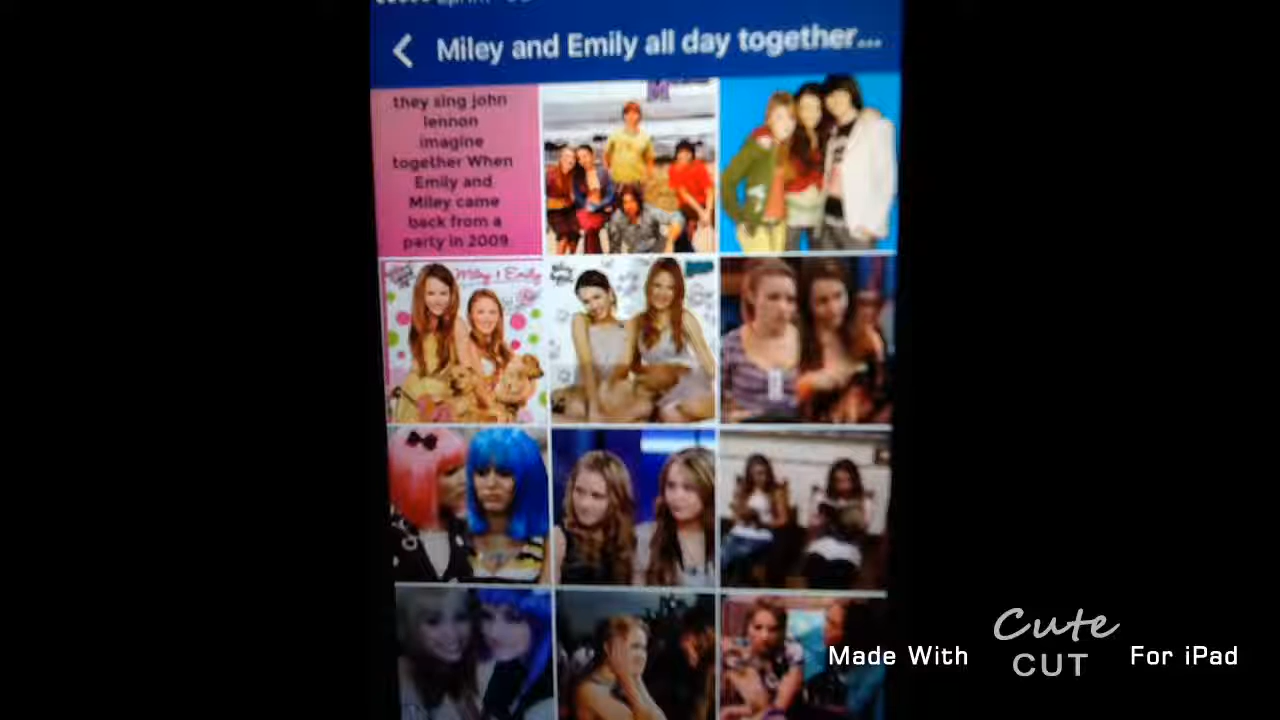 Miley and Emily all day together...
they sing john
lennon
imagine
together When
Emily and
Miley came
back from a
party in 2009
Miley & Emily
Made With Cute CUT For iPad